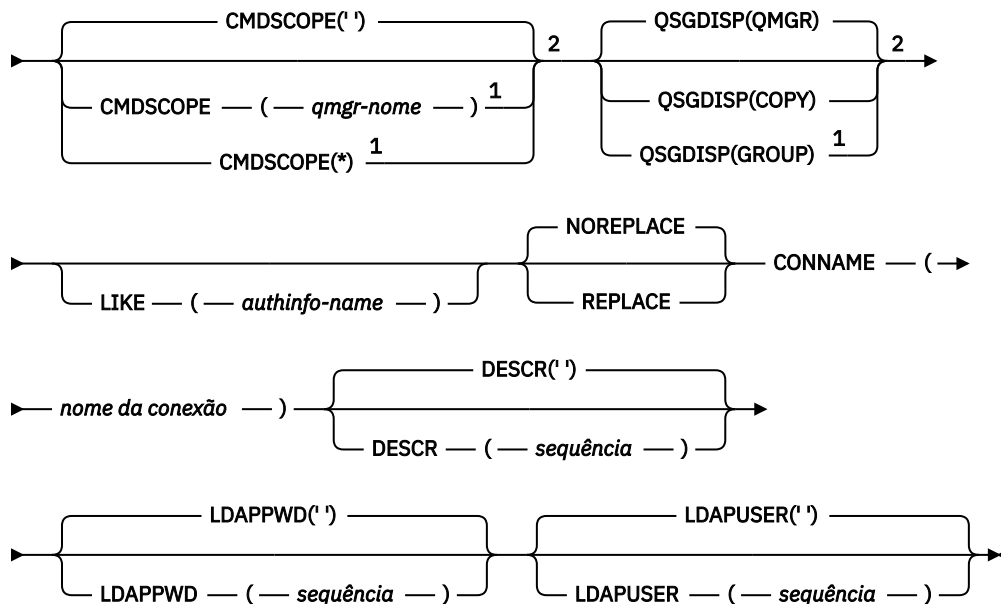 CMDSCOPE(' ') QSGDISP(QMGR)
2 2
CMDSCOPE ( qmgr-nome ) 1 QSGDISP(COPY)
CMDSCOPE(*) 1 QSGDISP(GROUP) 1
NOREPLACE
CONNAME (
LIKE ( authinfo-name ) REPLACE
DESCR(' ')
nome da conexão )
DESCR ( sequência )
LDAPPWD(' ') LDAPUSER(' ')
LDAPPWD ( sequência ) LDAPUSER ( sequência )